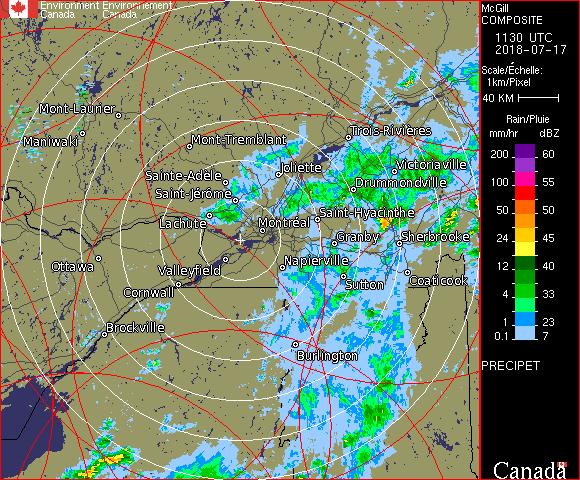 Environment Environnement
Canada Canada
McGill
COMPOSITE
1130 UTC
2018-07-17
Scale/Échelle:
1km/Pixel
40 KM
Rain/Pluie
mm/hr dBZ
200 60
100 55
50 50
24 45
12 40
4 33
1 23
0.1 7
PRECIPET
Canada
Mont-Laurier
Maniwaki
Mont-Tremblant
Trois-Rivières
Sainte-Adèle
Joliette
Victoriaville
Saint-Jérôme
Drummondville
Lachute
Montréal
Saint-Hyacinthe
Granby
Sherbrooke
Ottawa
Valleyfield
Napierville
Cornwall
Sutton
Coaticook
Brockville
Burlington